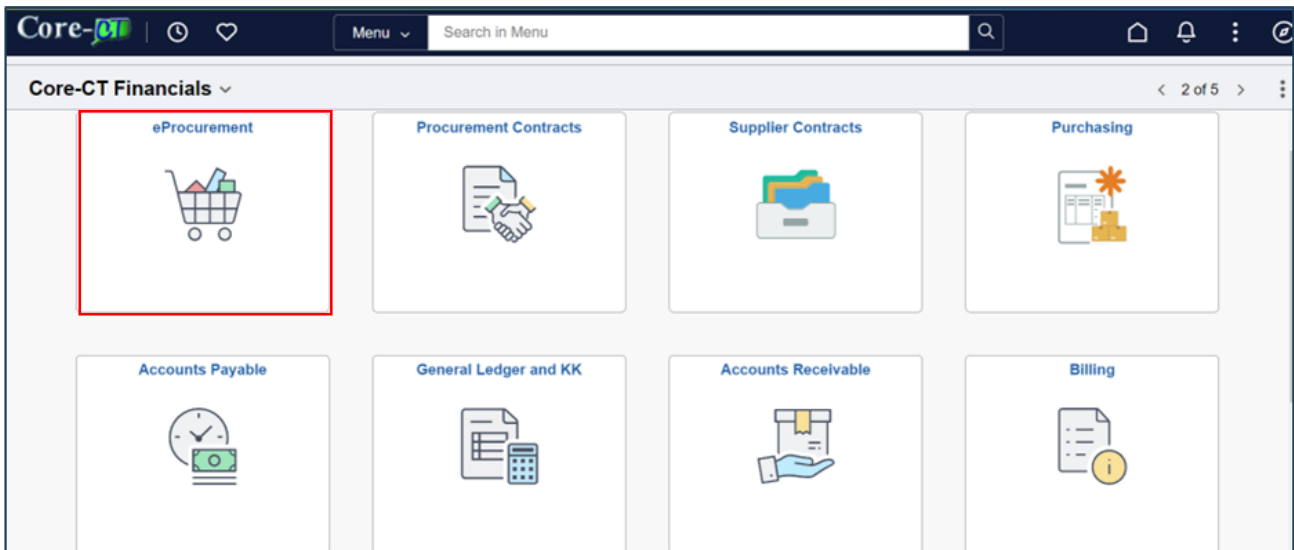 Core-CT
Menu
Search in Menu
Core-CT Financials
2 of 5
eProcurement
Procurement Contracts
Supplier Contracts
Purchasing
Accounts Payable
General Ledger and KK
Accounts Receivable
Billing
i